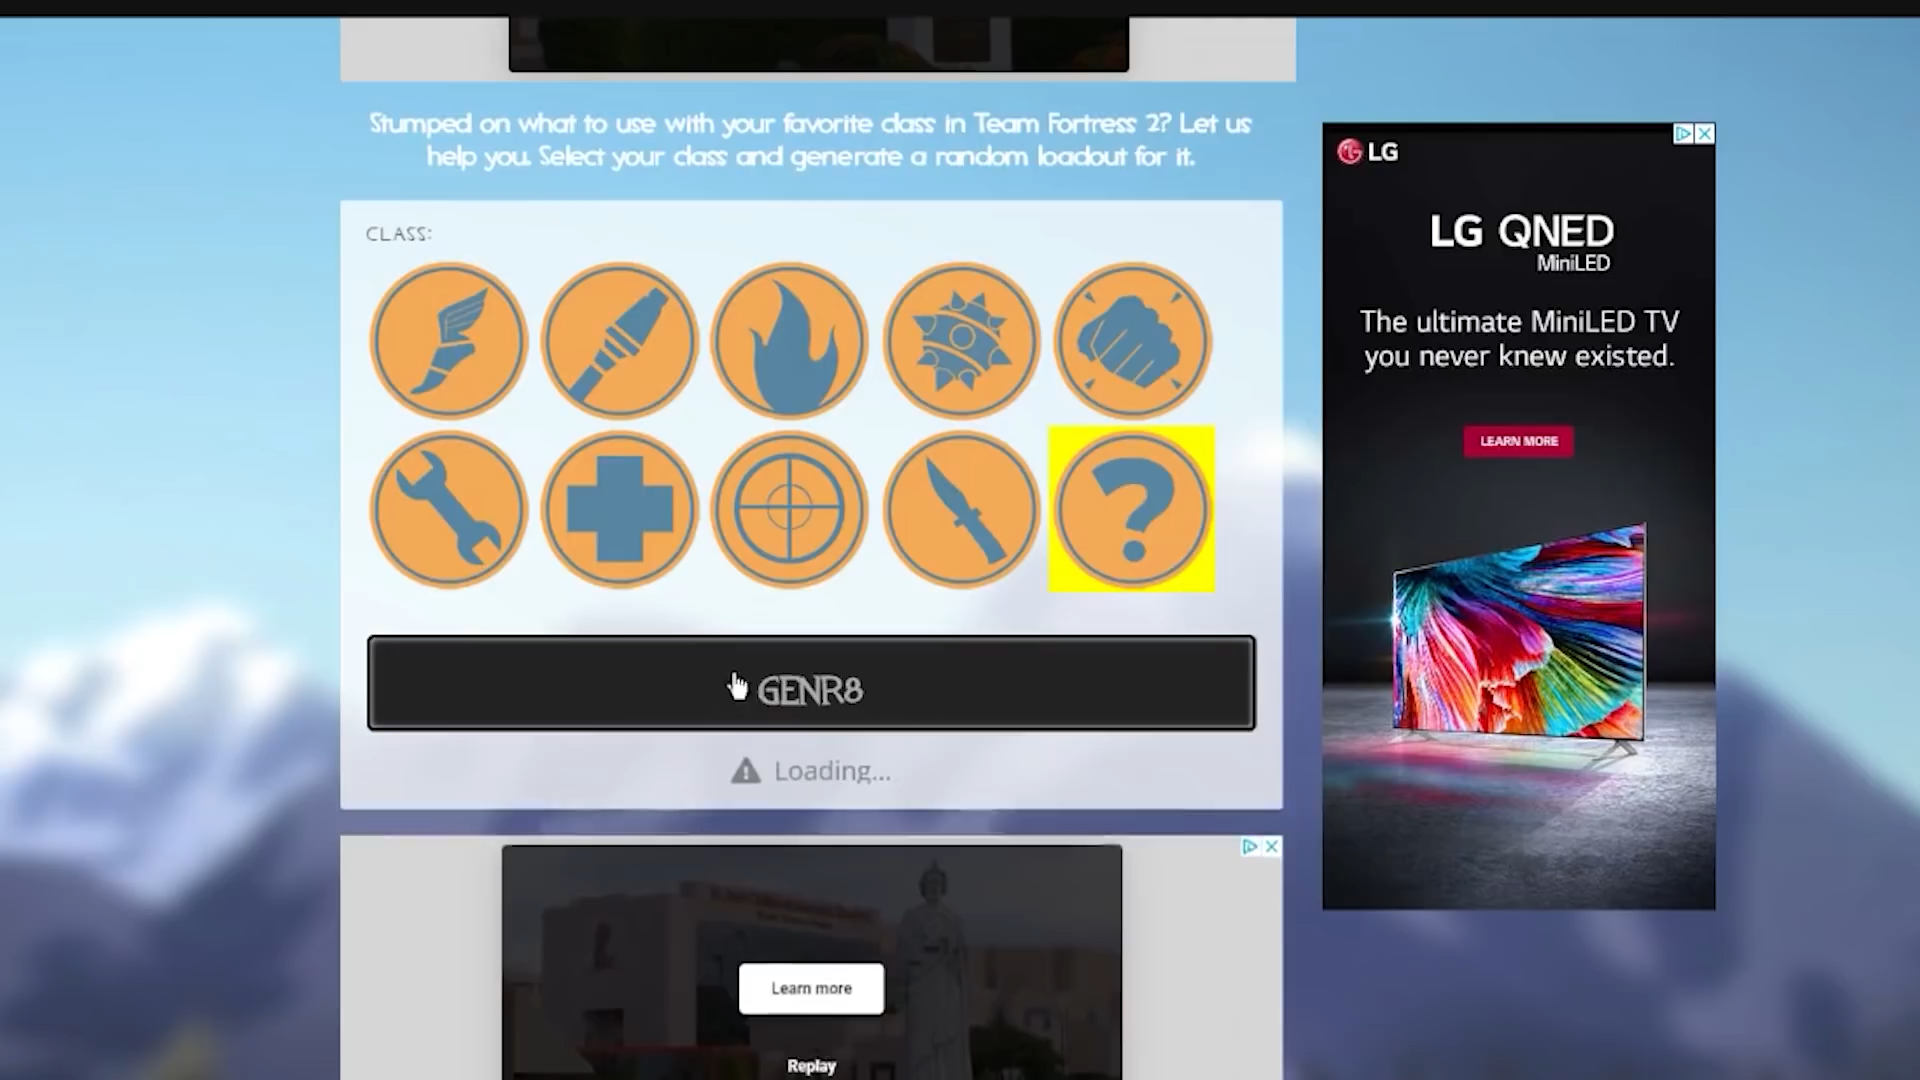 Stumped on what to use with your favorite class in Team Fortress 2? Let us
help you. Select your class and generate a random loadout for it.
CLASS:
GENR8
Loading...
LG
LG QNED
MiniLED
The ultimate MiniLED TV
you never knew existed.
LEARN MORE
Learn more
Replay